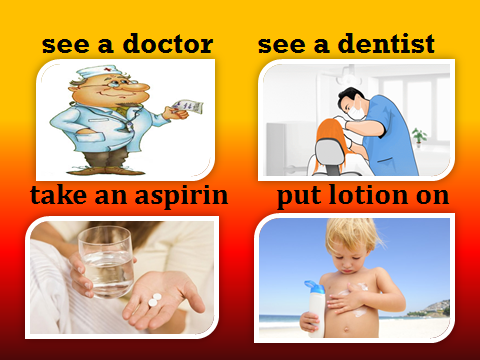 see a doctor
see a dentist
take an aspirin
put lotion on